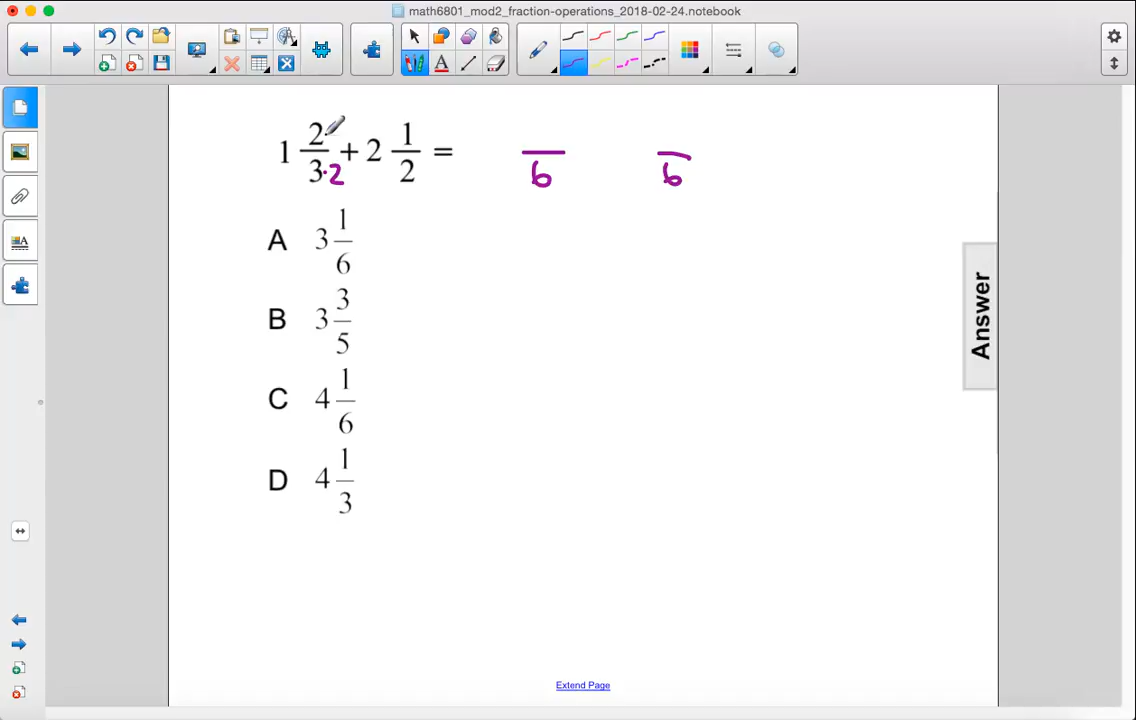 math6801_mod2_fraction-operations_2018-02-24.notebook
1 2/3·2 + 2 1/2 = /6 /6
A 3 1/6
B 3 3/5
C 4 1/6
D 4 1/3
Answer
Extend Page